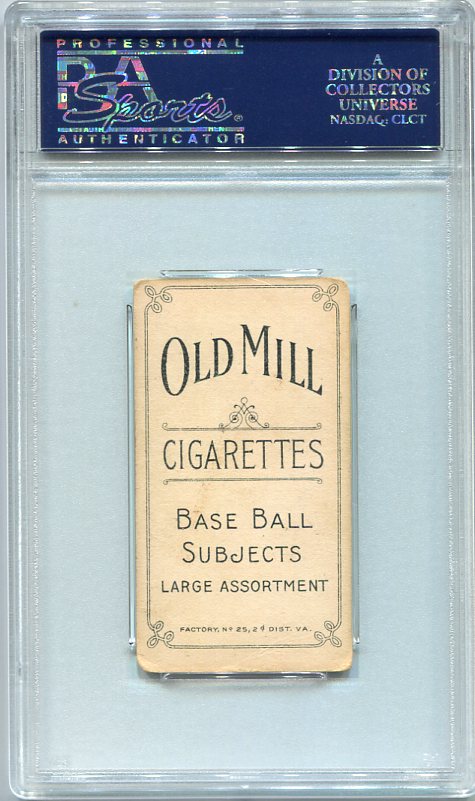 PROFESSIONAL
PSA
Sports®
AUTHENTICATOR
A
DIVISION OF
COLLECTORS
UNIVERSE
NASDAQ: CLCT
OLD MILL
CIGARETTES
BASE BALL
SUBJECTS
LARGE ASSORTMENT
FACTORY, Nº 25, 2ᵈ DIST. VA.